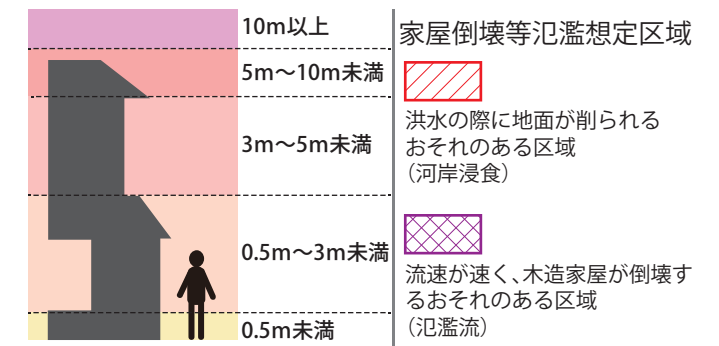 10m以上
5m～10m未満
3m～5m未満
0.5m～3m未満
0.5m未満
家屋倒壊等氾濫想定区域
洪水の際に地面が削られる
おそれのある区域
（河岸浸食）
流速が速く、木造家屋が倒壊す
るおそれのある区域
（氾濫流）